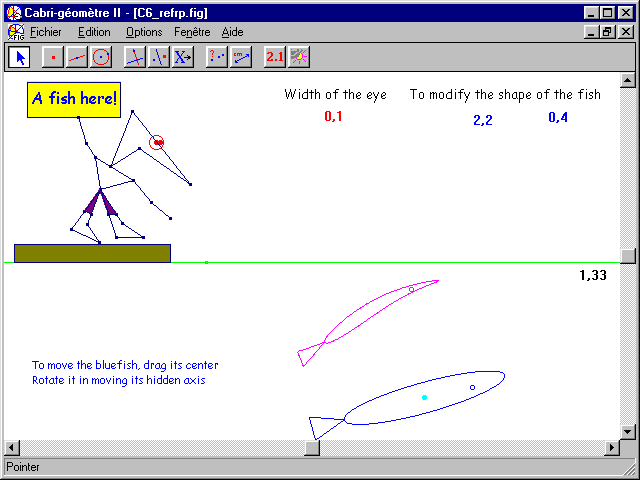 Cabri-géomètre II - [C6_refrp.fig]
FIG
Fichier Edition Options Fenêtre Aide
X ? cm 2.1
A fish here!
Width of the eye
0,1
To modify the shape of the fish
2,2
0,4
1,33
To move the bluefish, drag its center
Rotate it in moving its hidden axis
Pointer